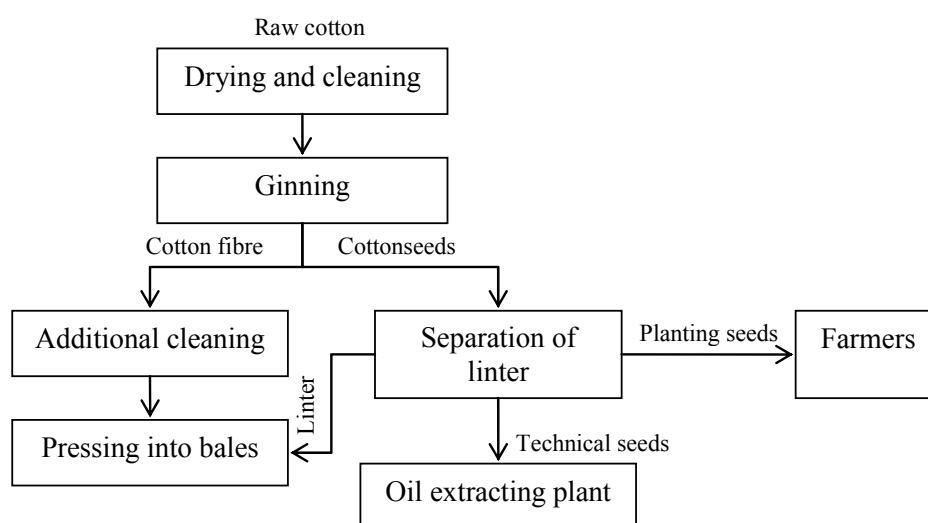 Raw cotton
Drying and cleaning
Ginning
Cotton fibre
Cottonseeds
Additional cleaning
Separation of
linter
Planting seeds
Farmers
Linter
Pressing into bales
Technical seeds
Oil extracting plant